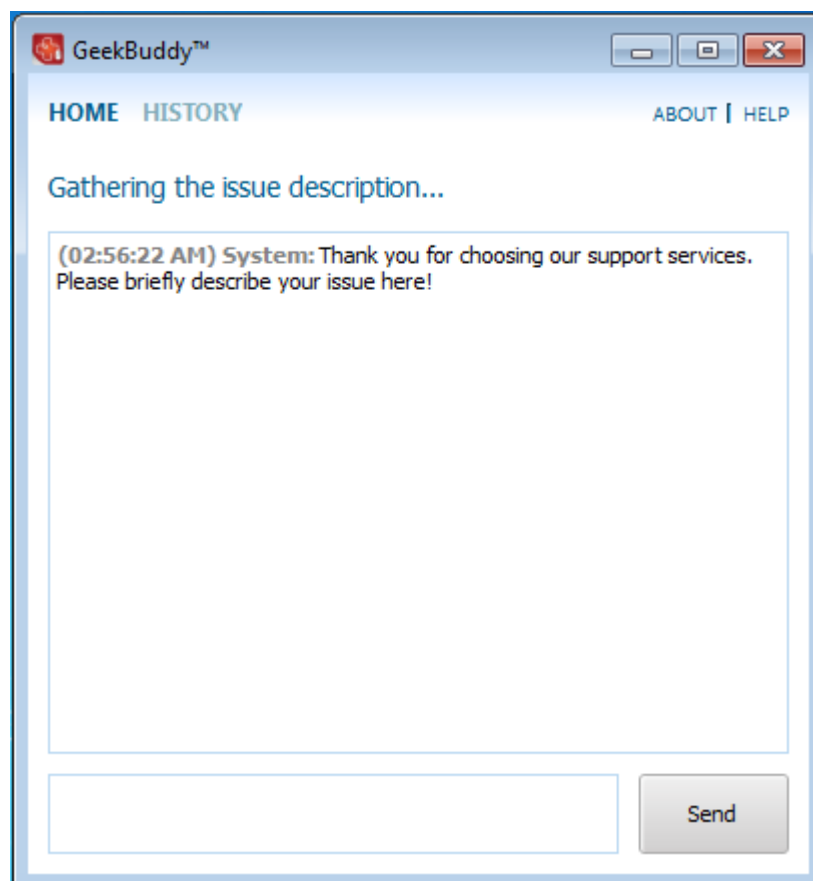 GeekBuddy™
HOME HISTORY ABOUT | HELP
Gathering the issue description...
(02:56:22 AM) System: Thank you for choosing our support services.
Please briefly describe your issue here!
Send